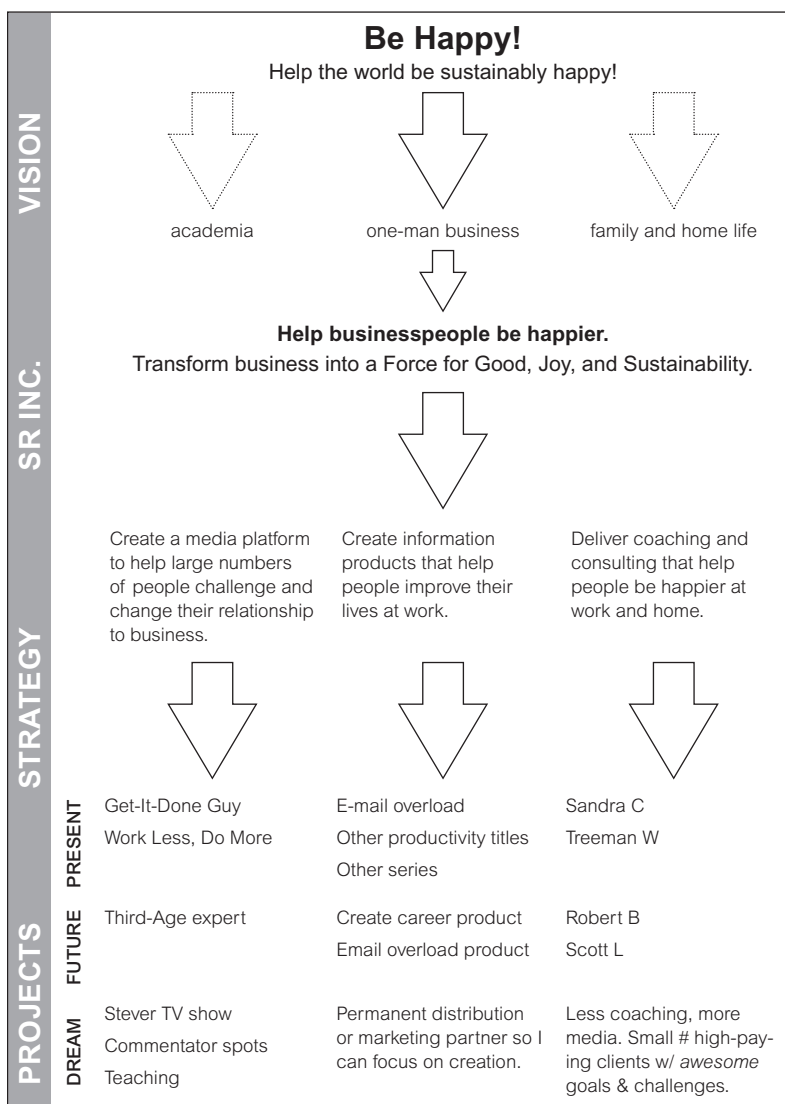 Be Happy!
Help the world be sustainably happy!
VISION
academia
one-man business
family and home life
SR INC.
Help businesspeople be happier.
Transform business into a Force for Good, Joy, and Sustainability.
STRATEGY
Create a media platform
to help large numbers
of people challenge and
change their relationship
to business.
Create information
products that help
people improve their
lives at work.
Deliver coaching and
consulting that help
people be happier at
work and home.
PROJECTS
PRESENT
Get-It-Done Guy
Work Less, Do More
E-mail overload
Other productivity titles
Other series
Sandra C
Treeman W
FUTURE
Third-Age expert
Create career product
Email overload product
Robert B
Scott L
DREAM
Stever TV show
Commentator spots
Teaching
Permanent distribution
or marketing partner so I
can focus on creation.
Less coaching, more
media. Small # high-pay-
ing clients w/ awesome
goals & challenges.